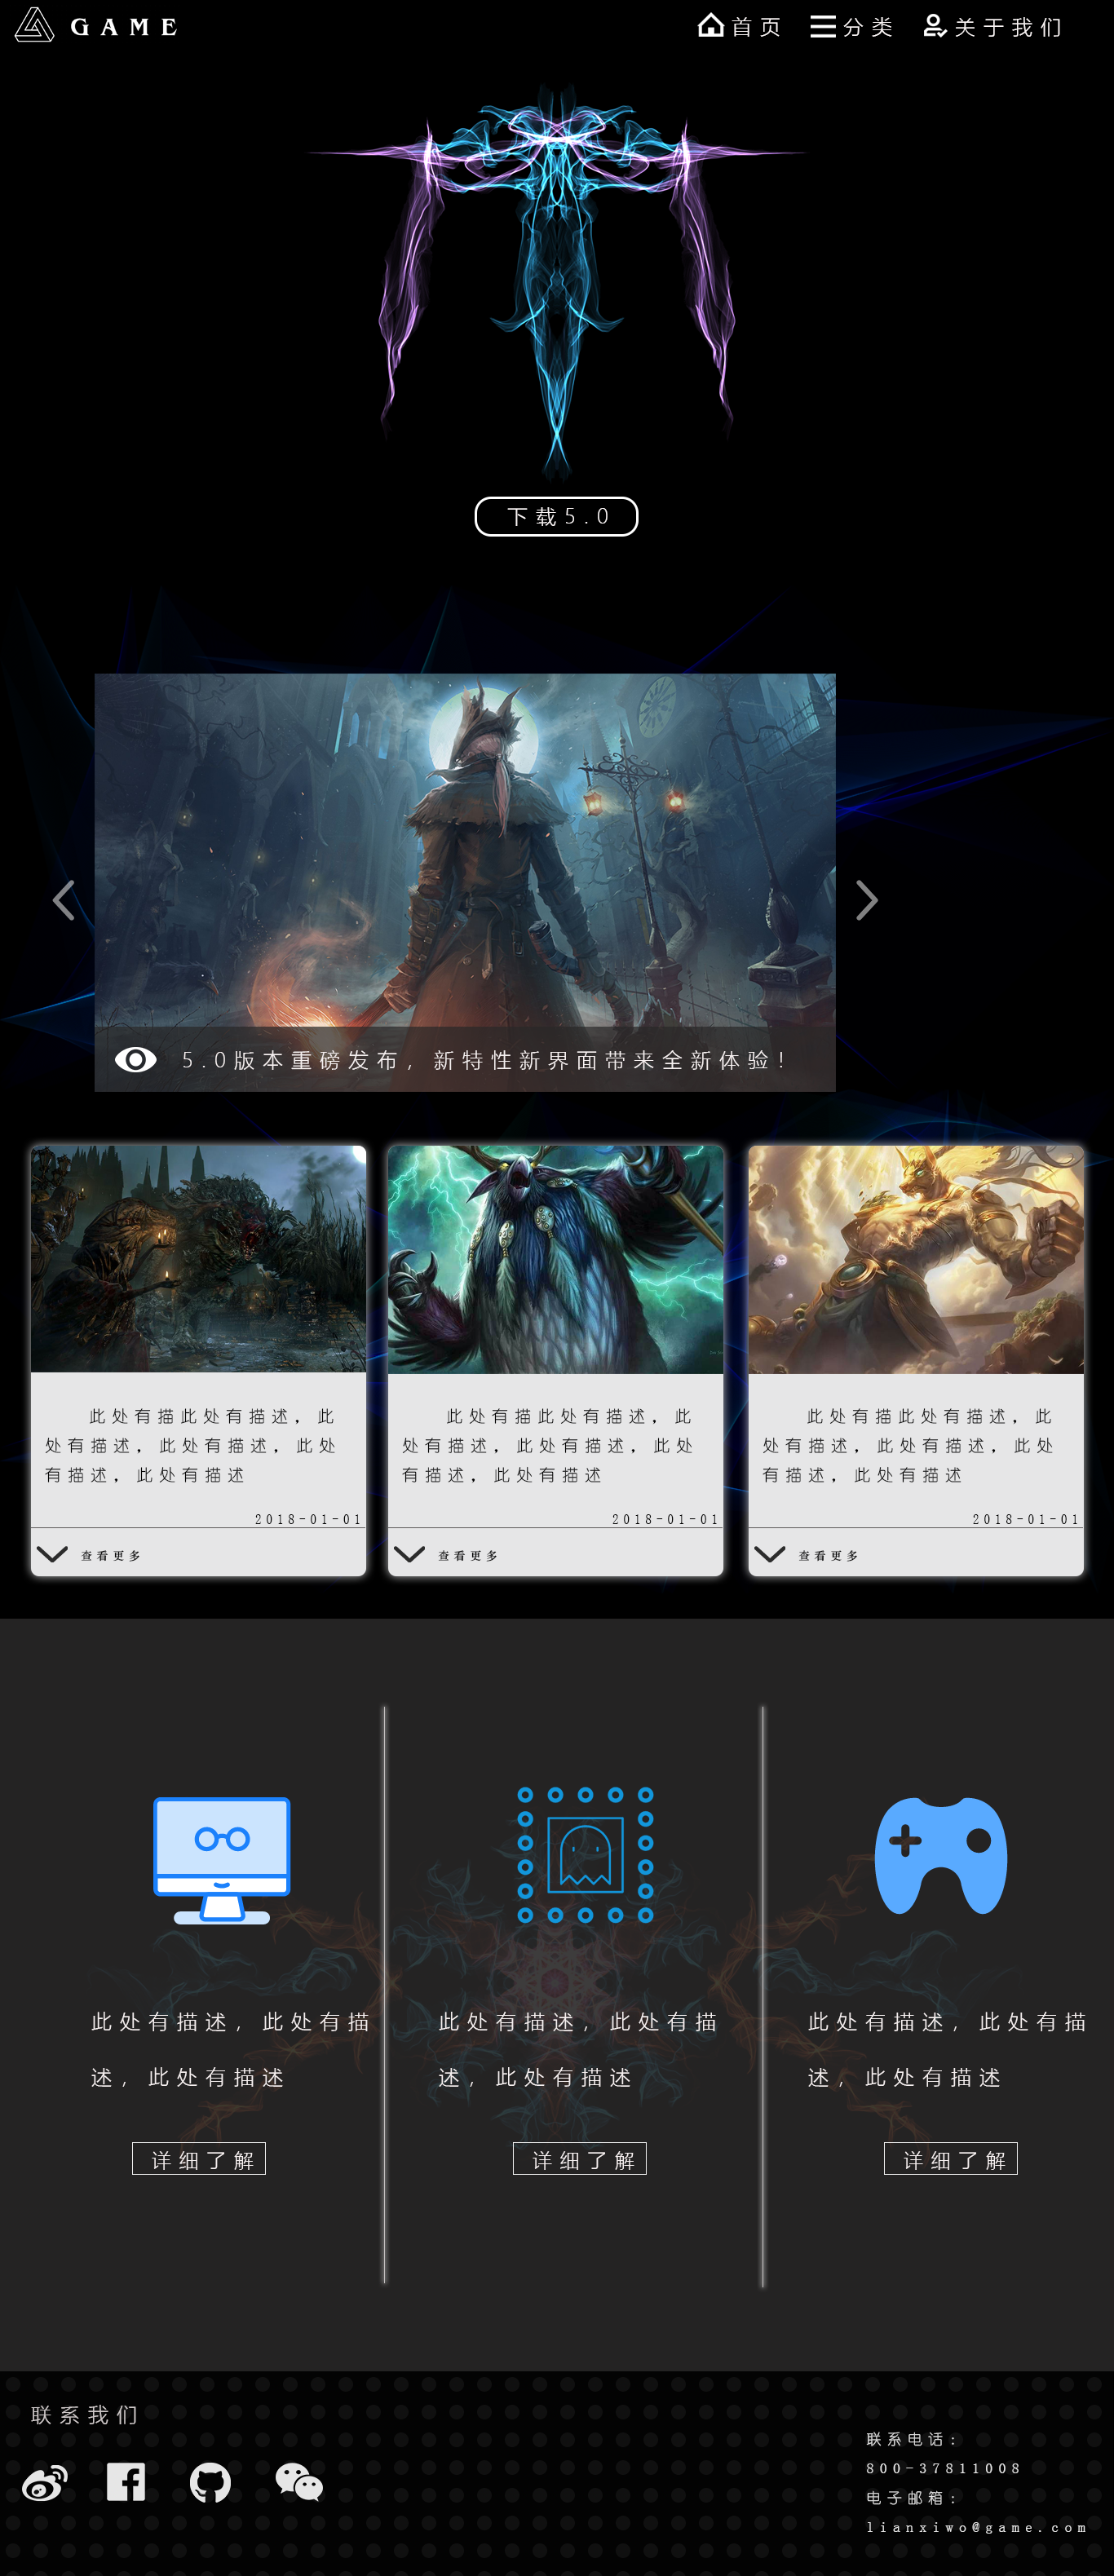 GAME
首页
分类
关于我们
下载5.0
5.0版本重磅发布，新特性新界面带来全新体验!
此处有描此处有描述，此
处有描述，此处有描述，此处
有描述，此处有描述
2018-01-01
查看更多
此处有描此处有描述，此
处有描述，此处有描述，此处
有描述，此处有描述
2018-01-01
查看更多
此处有描此处有描述，此
处有描述，此处有描述，此处
有描述，此处有描述
2018-01-01
查看更多
此处有描述，此处有描
述，此处有描述
详细了解
此处有描述，此处有描
述，此处有描述
详细了解
此处有描述，此处有描
述，此处有描述
详细了解
联系我们
联系电话：
800-37811008
电子邮箱：
lianxiwo@game.com